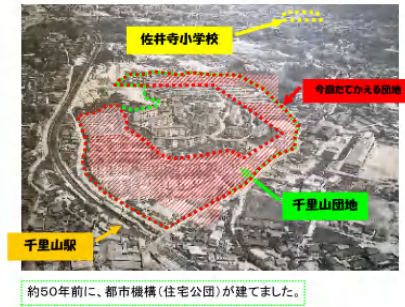 佐井寺小学校
今回たてかえる団地
千里山団地
千里山駅
約50年前に、都市機構(住宅公団)が建てました。